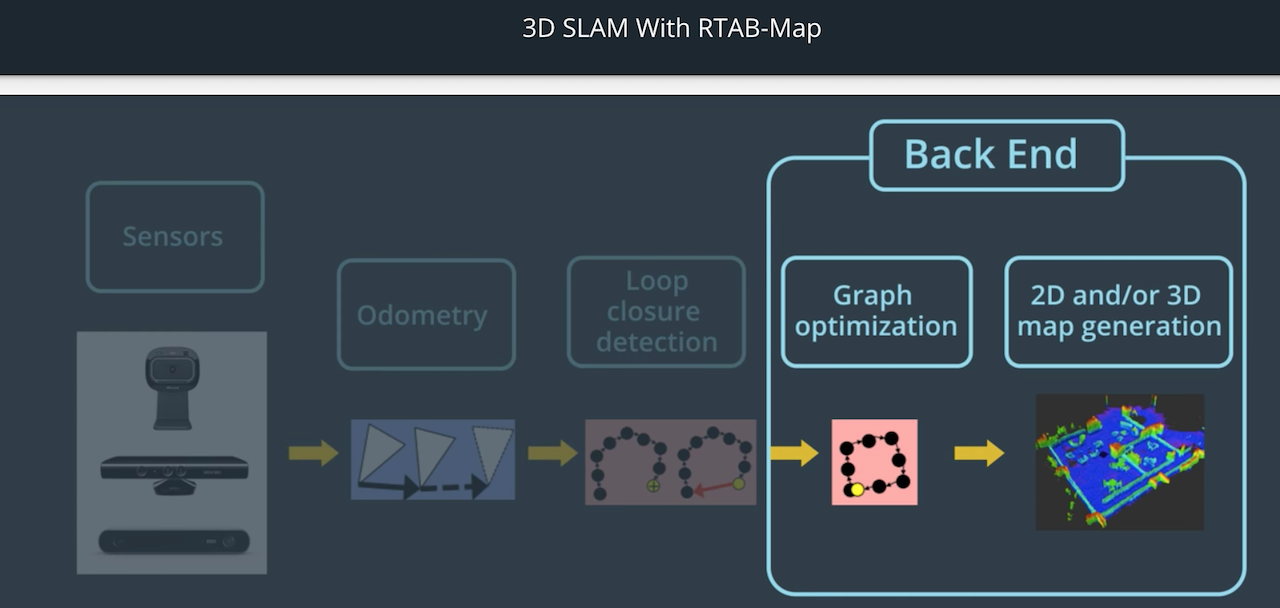 3D SLAM With RTAB-Map
Back End
Sensors
Odometry
Loop
closure
detection
Graph
optimization
2D and/or 3D
map generation